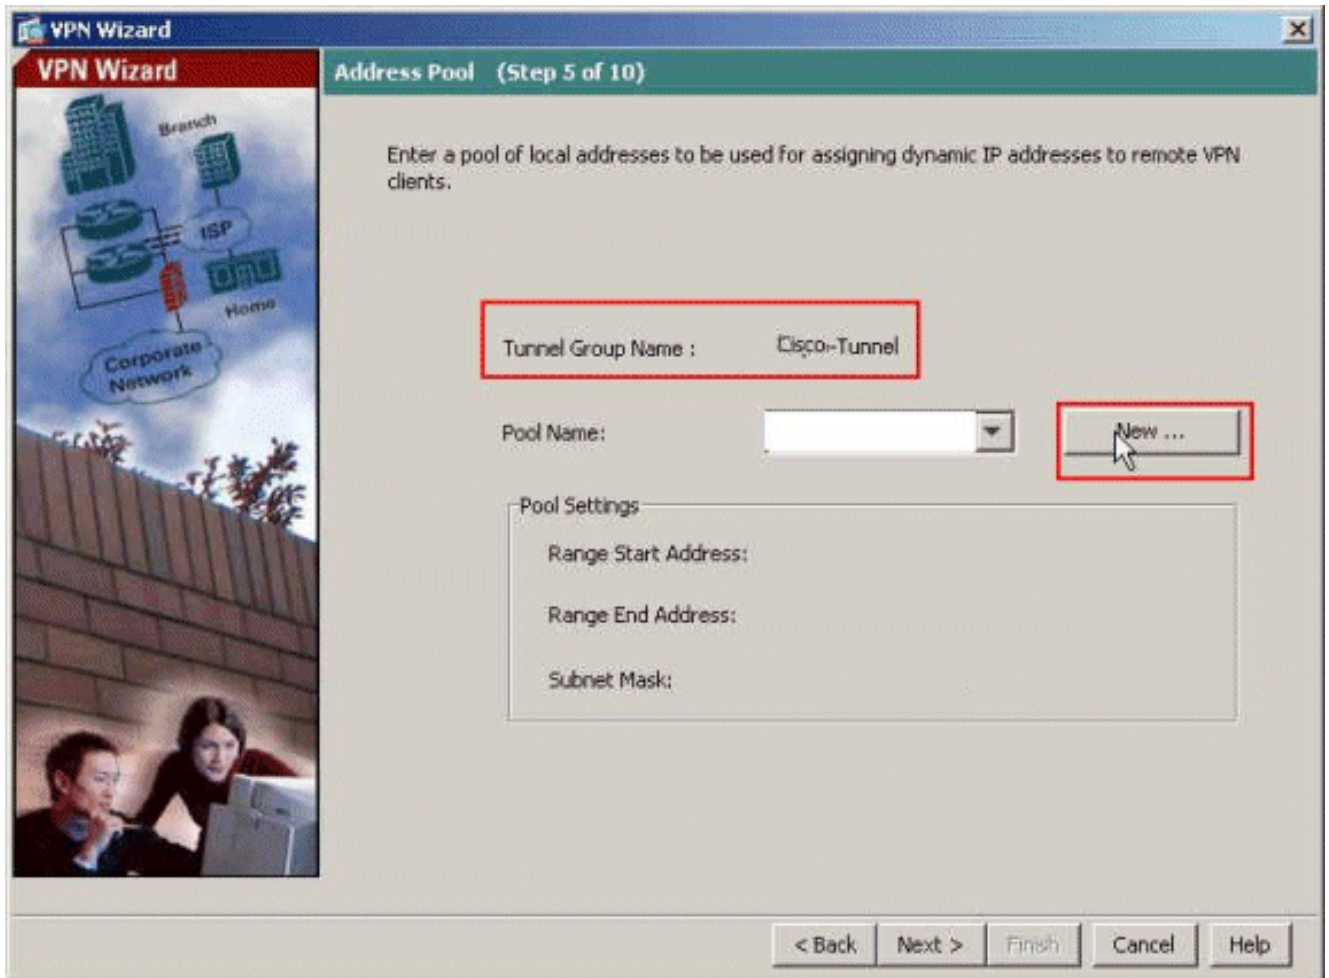 VPN Wizard
VPN Wizard
Address Pool (Step 5 of 10)
Branch
ISP
Home
Corporate
Network
Enter a pool of local addresses to be used for assigning dynamic IP addresses to remote VPN
clients.
Tunnel Group Name : Cisco-Tunnel
Pool Name:
New ...
Pool Settings
Range Start Address:
Range End Address:
Subnet Mask:
< Back Next > Finish Cancel Help